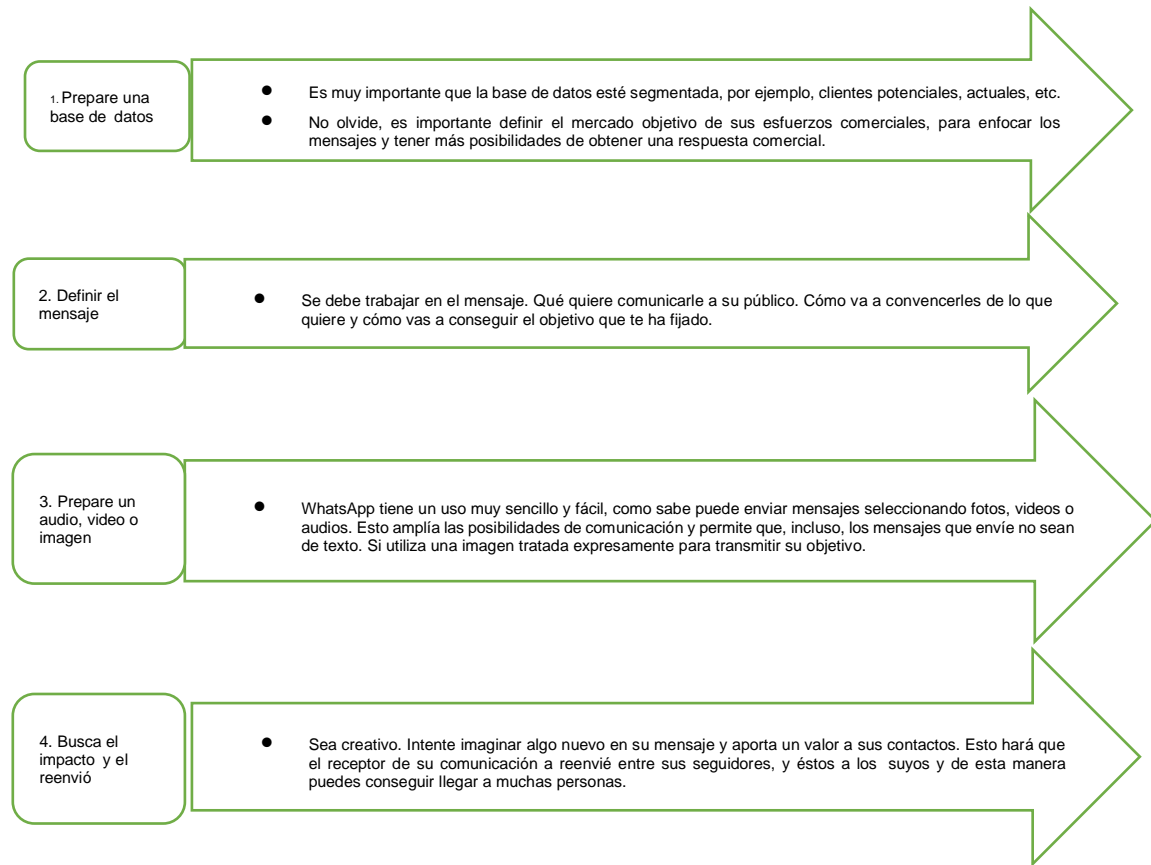 1. Prepare una
base de datos
● Es muy importante que la base de datos esté segmentada, por ejemplo, clientes potenciales, actuales, etc.
● No olvide, es importante definir el mercado objetivo de sus esfuerzos comerciales, para enfocar los
mensajes y tener más posibilidades de obtener una respuesta comercial.
2. Definir el
mensaje
● Se debe trabajar en el mensaje. Qué quiere comunicarle a su público. Cómo va a convencerles de lo que
quiere y cómo vas a conseguir el objetivo que te ha fijado.
3. Prepare un
audio, video o
imagen
● WhatsApp tiene un uso muy sencillo y fácil, como sabe puede enviar mensajes seleccionando fotos, videos o
audios. Esto amplía las posibilidades de comunicación y permite que, incluso, los mensajes que envíe no sean
de texto. Si utiliza una imagen tratada expresamente para transmitir su objetivo.
4. Busca el
impacto y el
reenvió
● Sea creativo. Intente imaginar algo nuevo en su mensaje y aporta un valor a sus contactos. Esto hará que
el receptor de su comunicación a reenvié entre sus seguidores, y éstos a los suyos y de esta manera
puedes conseguir llegar a muchas personas.